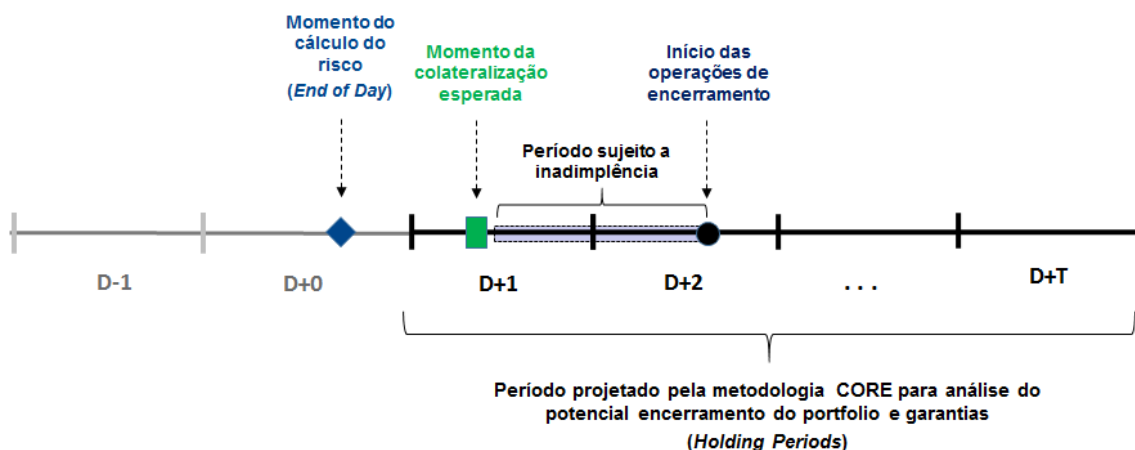 Momento do
cálculo do
risco
(End of Day)
Momento da
colateralização
esperada
Início das
operações de
encerramento
Período sujeito a
inadimplência
D-1
D+0
D+1
D+2
. . .
D+T
Período projetado pela metodologia CORE para análise do
potencial encerramento do portfolio e garantias
(Holding Periods)